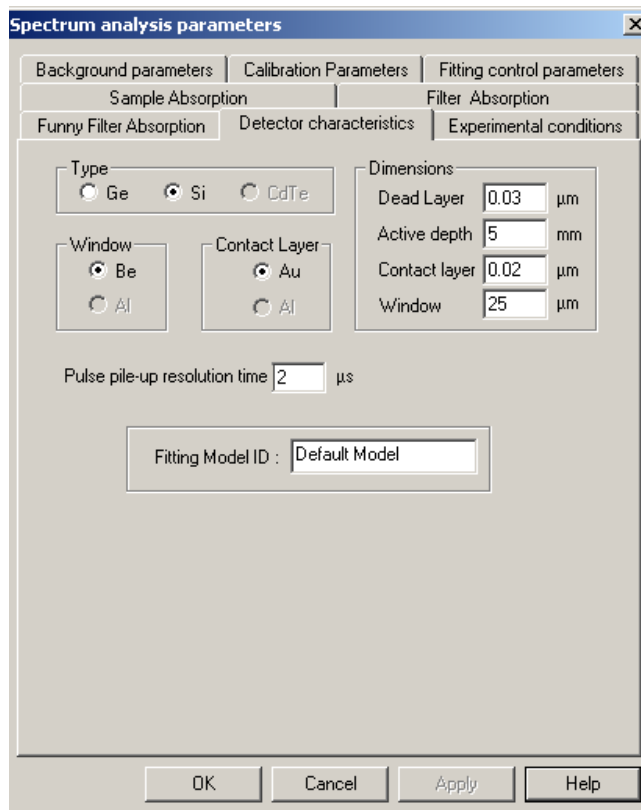 Spectrum analysis parameters
Background parameters
Calibration Parameters
Fitting control parameters
Sample Absorption
Filter Absorption
Funny Filter Absorption
Detector characteristics
Experimental conditions
Type
Ge
Si
CdTe
Window
Be
Al
Contact Layer
Au
Al
Dimensions
Dead Layer 0.03 µm
Active depth 5 mm
Contact layer 0.02 µm
Window 25 µm
Pulse pile-up resolution time 2 µs
Fitting Model ID : Default Model
OK
Cancel
Apply
Help